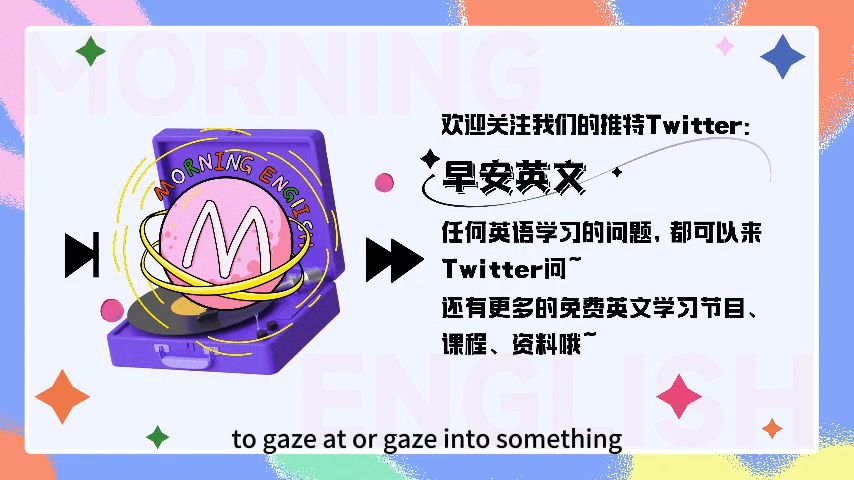 MORNING
MORNING ENGLISH
M
欢迎关注我们的推特Twitter:
早安英文
任何英语学习的问题,都可以来
Twitter问~
还有更多的免费英文学习节目、
课程、资料哦~
ENGLISH
to gaze at or gaze into something